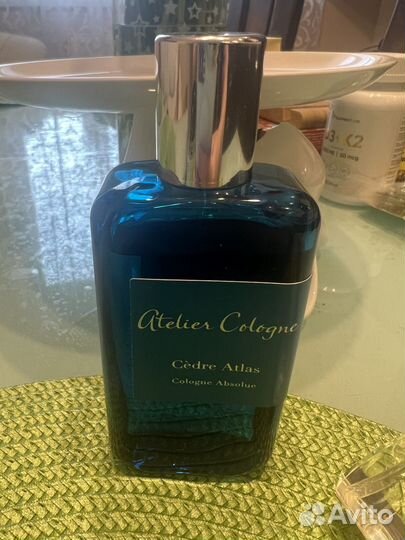 Atelier Cologne
Cèdre Atlas
Cologne Absolue
Avito